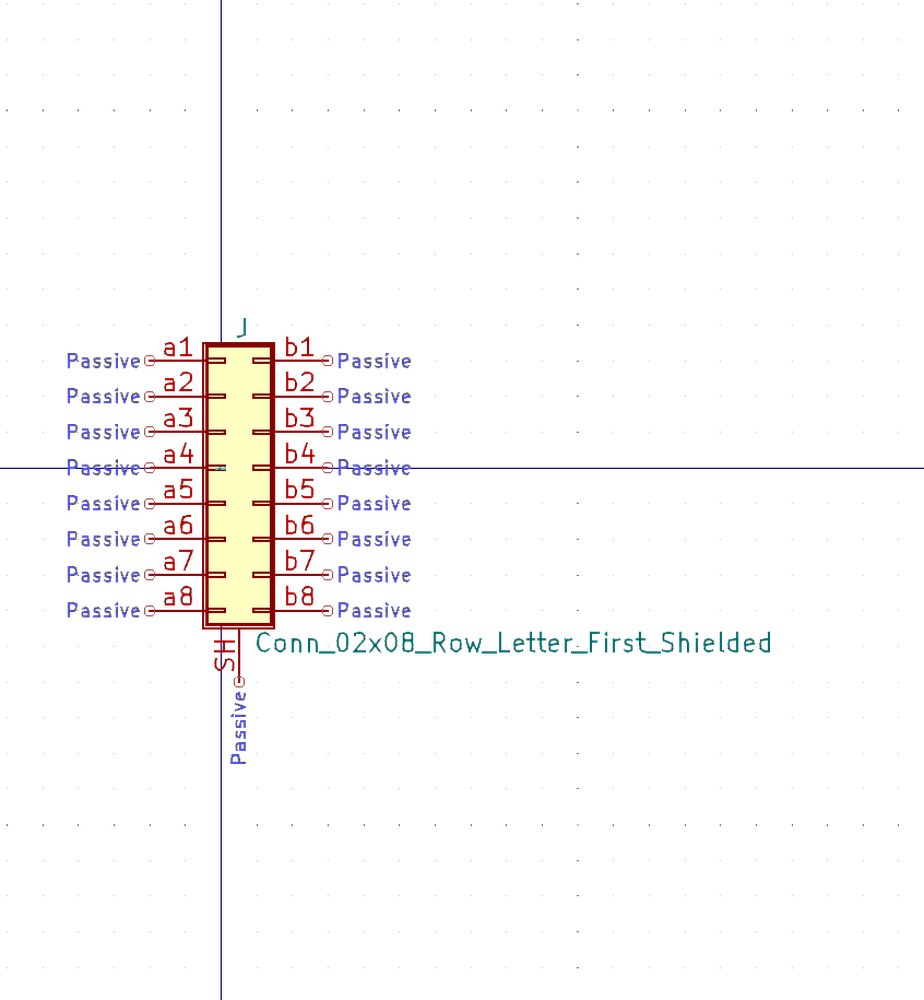 J
Passive a1 b1 Passive
Passive a2 b2 Passive
Passive a3 b3 Passive
Passive a4 b4 Passive
Passive a5 b5 Passive
Passive a6 b6 Passive
Passive a7 b7 Passive
Passive a8 b8 Passive
SH Conn_02x08_Row_Letter_First_Shielded
Passive